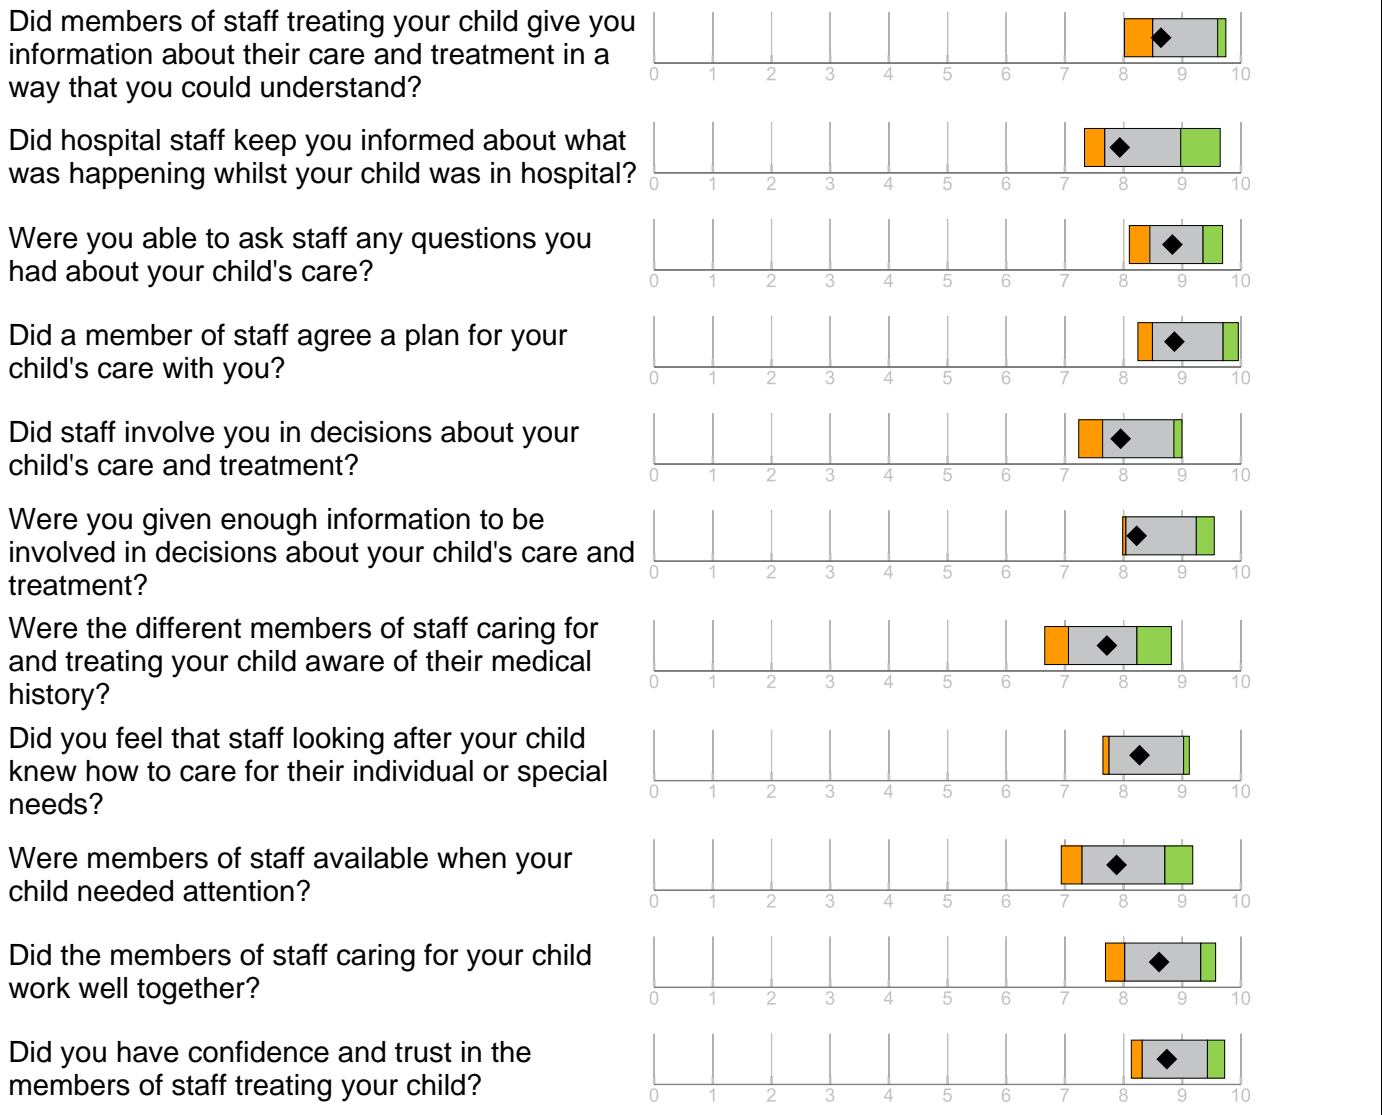 Did members of staff treating your child give you
information about their care and treatment in a
way that you could understand?
0 1 2 3 4 5 6 7 8 9 10
Did hospital staff keep you informed about what
was happening whilst your child was in hospital?
0 1 2 3 4 5 6 7 8 9 10
Were you able to ask staff any questions you
had about your child's care?
0 1 2 3 4 5 6 7 8 9 10
Did a member of staff agree a plan for your
child's care with you?
0 1 2 3 4 5 6 7 8 9 10
Did staff involve you in decisions about your
child's care and treatment?
0 1 2 3 4 5 6 7 8 9 10
Were you given enough information to be
involved in decisions about your child's care and
treatment?
0 1 2 3 4 5 6 7 8 9 10
Were the different members of staff caring for
and treating your child aware of their medical
history?
0 1 2 3 4 5 6 7 8 9 10
Did you feel that staff looking after your child
knew how to care for their individual or special
needs?
0 1 2 3 4 5 6 7 8 9 10
Were members of staff available when your
child needed attention?
0 1 2 3 4 5 6 7 8 9 10
Did the members of staff caring for your child
work well together?
0 1 2 3 4 5 6 7 8 9 10
Did you have confidence and trust in the
members of staff treating your child?
0 1 2 3 4 5 6 7 8 9 10